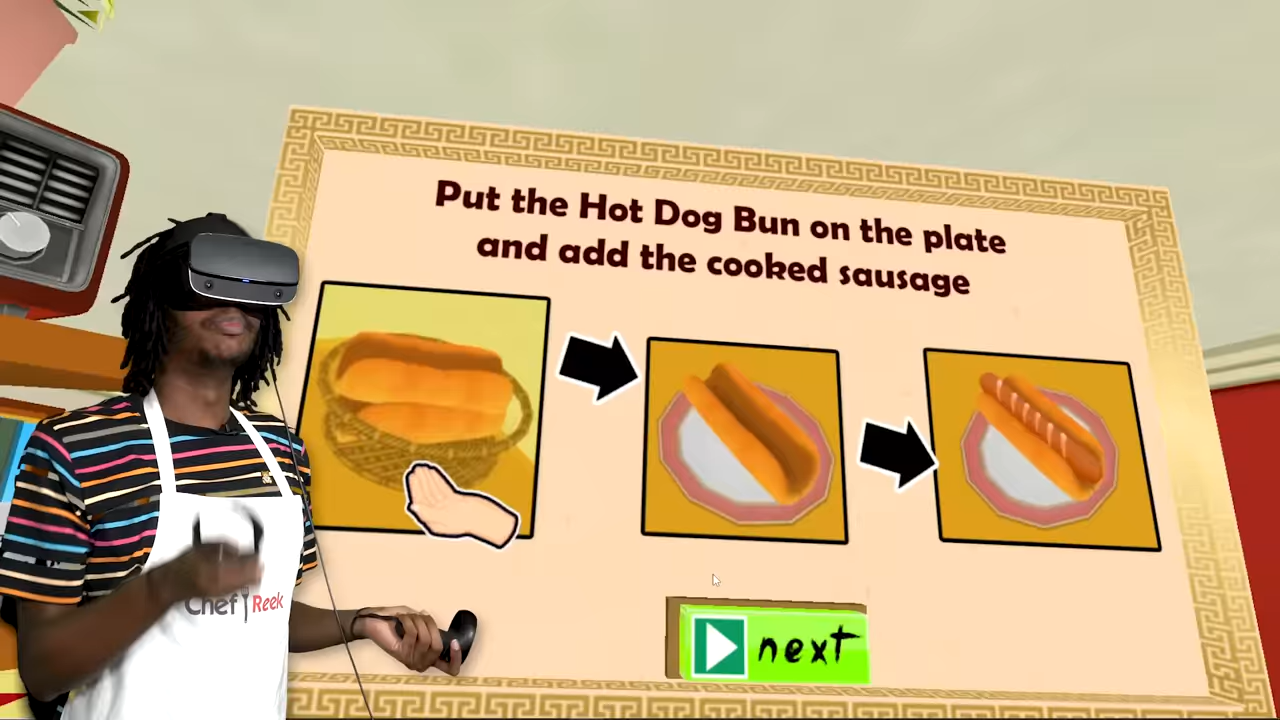 Put the Hot Dog Bun on the plate
and add the cooked sausage
next
Chef Reek